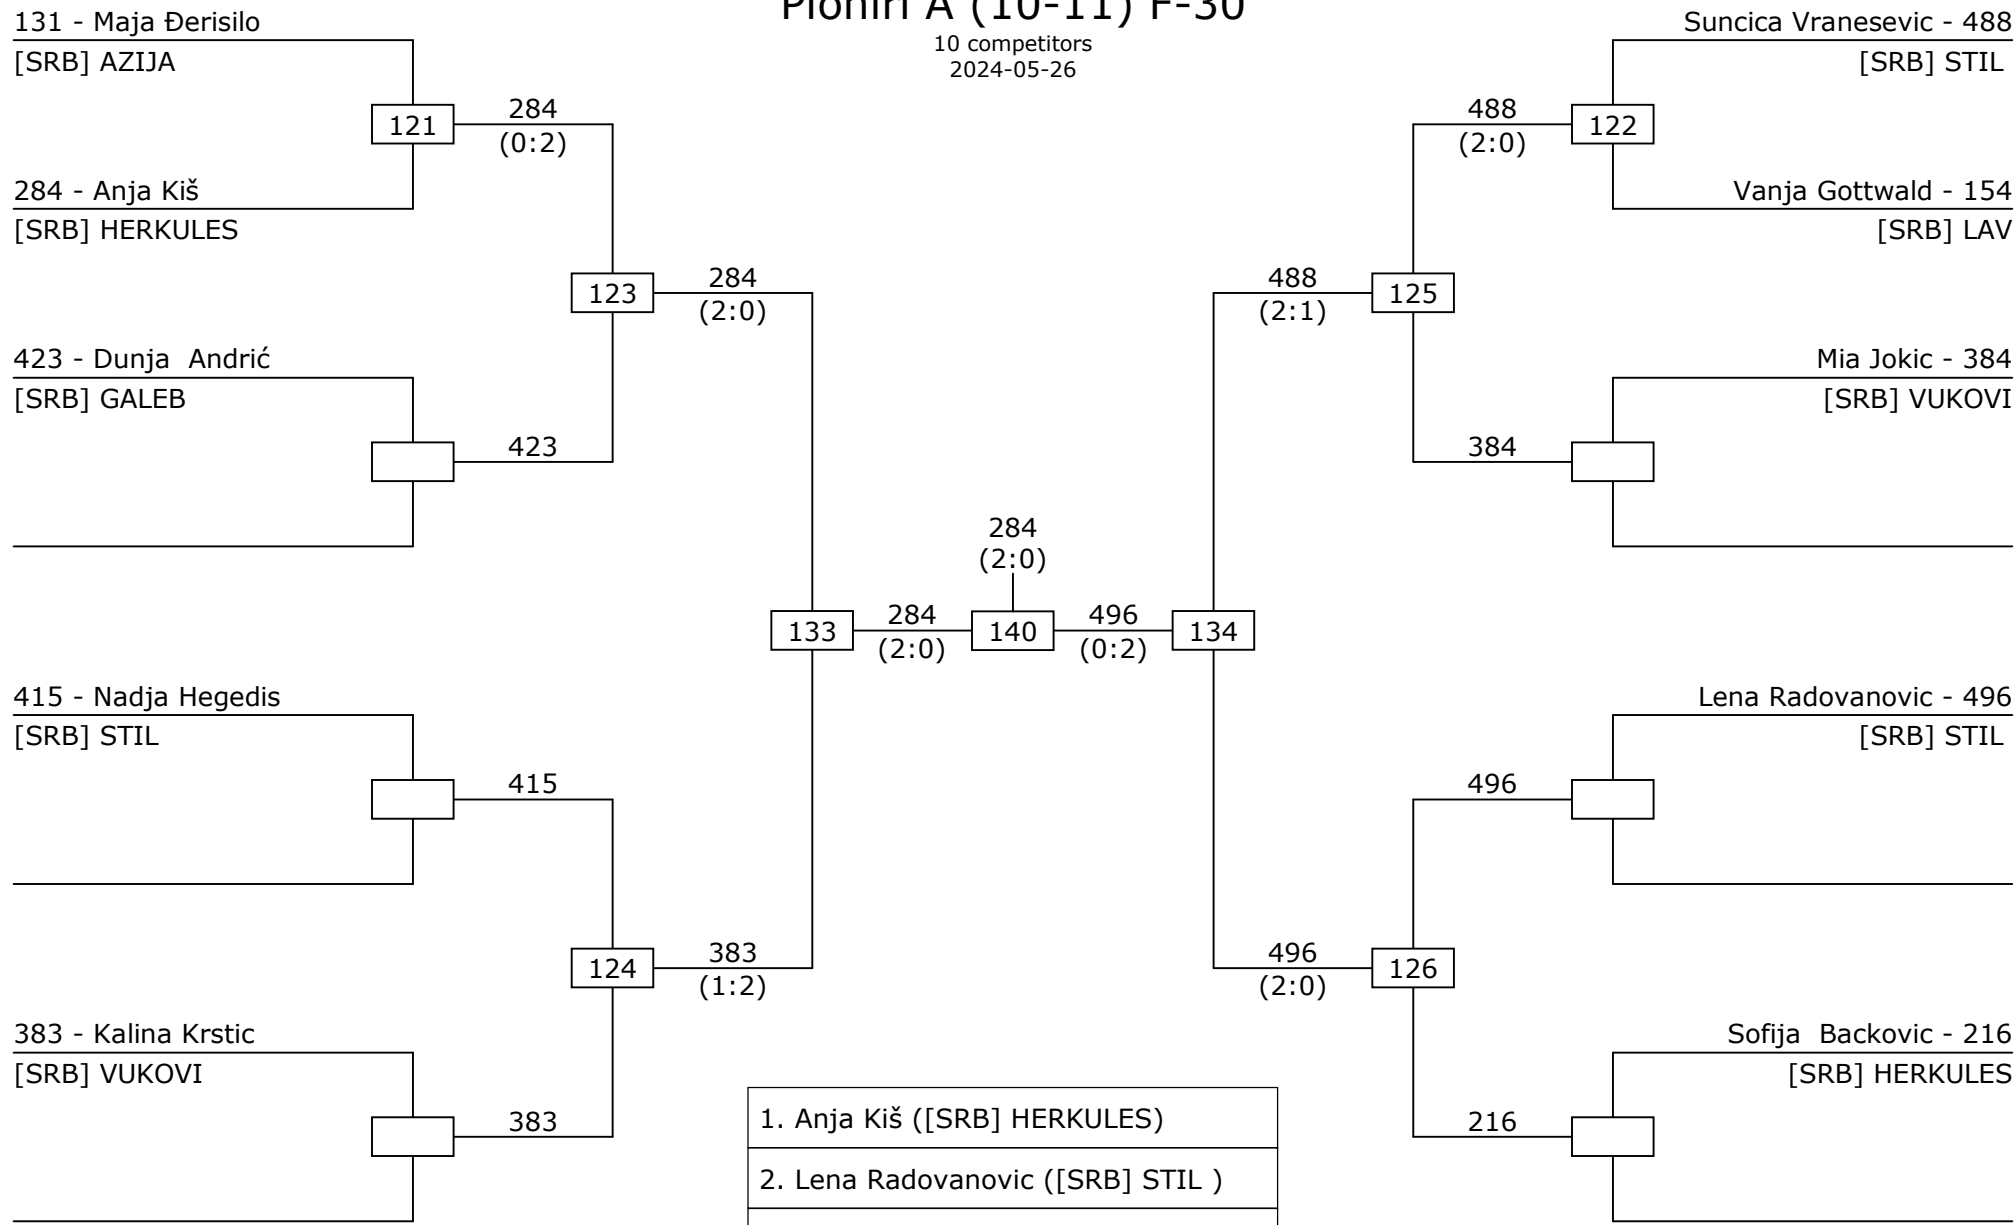 Pioniri A (10-11) F-30
10 competitors
2024-05-26
131 - Maja Đerisilo
[SRB] AZIJA
121
284
(0:2)
284 - Anja Kiš
[SRB] HERKULES
123
284
(2:0)
423 - Dunja  Andrić
[SRB] GALEB
423
415 - Nadja Hegedis
[SRB] STIL
415
124
383
(1:2)
383 - Kalina Krstic
[SRB] VUKOVI
383
133
284
(2:0)
284
(2:0)
140
496
(0:2)
134
Suncica Vranesevic - 488
[SRB] STIL
488
(2:0)
122
Vanja Gottwald - 154
[SRB] LAV
488
(2:1)
125
Mia Jokic - 384
[SRB] VUKOVI
384
Lena Radovanovic - 496
[SRB] STIL
496
496
(2:0)
126
Sofija  Backovic - 216
[SRB] HERKULES
216
1. Anja Kiš ([SRB] HERKULES)
2. Lena Radovanovic ([SRB] STIL )